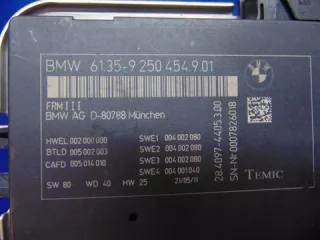 BMW 61.35-9 250 454.9 01
FRMIII
BMW AG D-80788 München
HWEL 002 000 000
BTLD 005 002 003
CAFD 005 014 010
SWE1 004 002 080
SWE2 004 002 080
SWE3 004 002 080
SWE4 004 001 040
SW 80 WD 40 HW 25 21/05/11
28.4097-4405.3.00
SN-Nr:0007826018
TEMIC